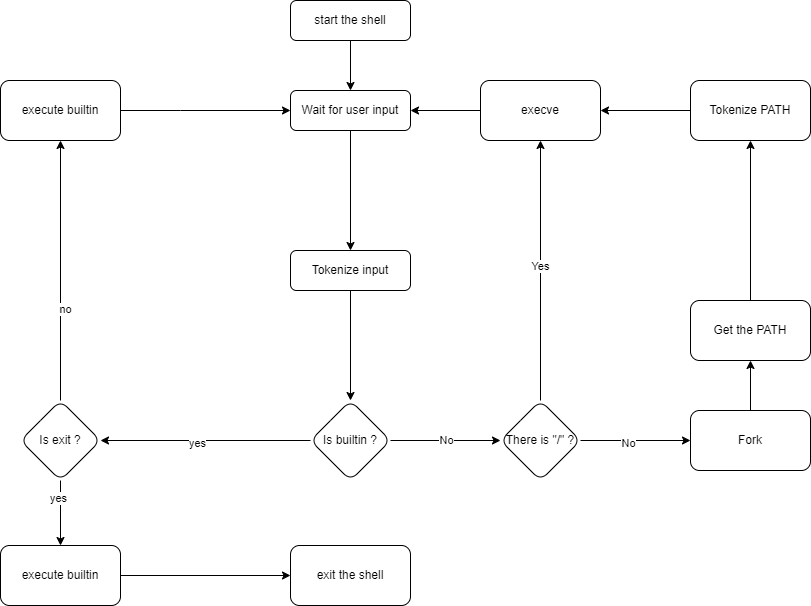 start the shell
execute builtin
Wait for user input
execve
Tokenize PATH
Tokenize input
Yes
no
Get the PATH
Is exit ?
yes
Is builtin ?
No
There is "/" ?
No
Fork
yes
execute builtin
exit the shell